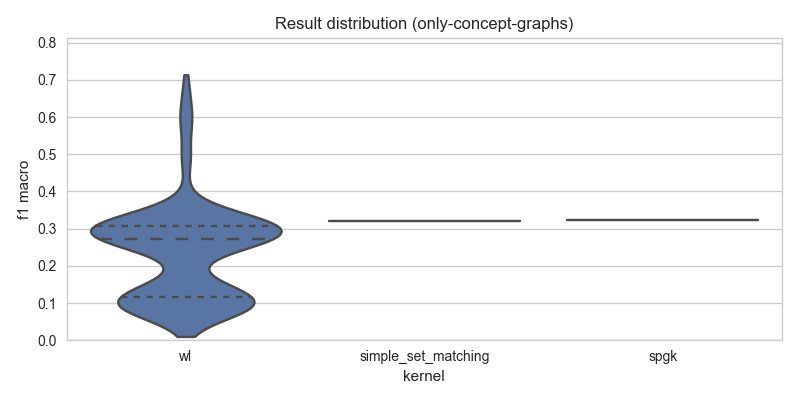 Result distribution (only-concept-graphs)
0.8
0.7
0.6
0.5
0.4
0.3
0.2
0.1
0.0
f1 macro
wl simple_set_matching spgk
kernel